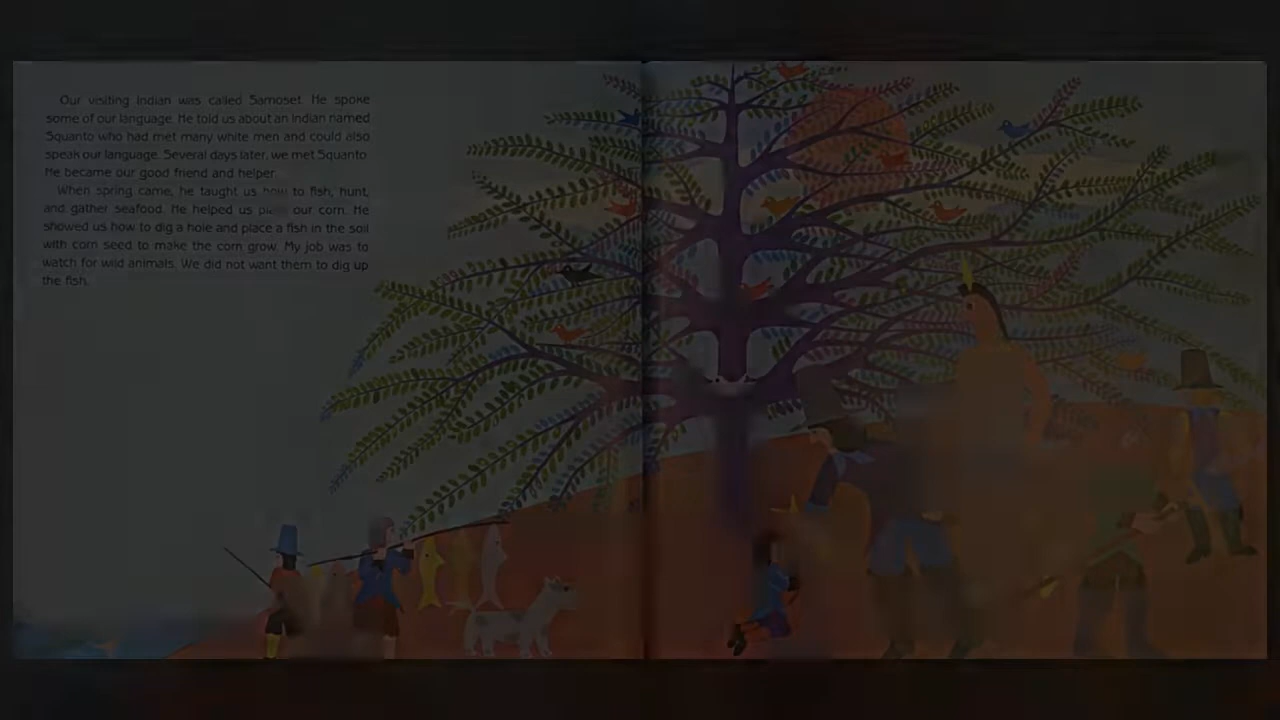 Our visiting Indian was called Samoset. He spoke
some of our language. He told us about an Indian named
Squanto who had met many white men and could also
speak our language. Several days later, we met Squanto.
He became our good friend and helper.
When spring came, he taught us how to fish, hunt,
and gather seafood. He helped us our corn. He
showed us how to dig a hole and place a fish in the soil
with corn seed to make the corn grow. My job was to
watch for wild animals. We did not want them to dig up
the fish.